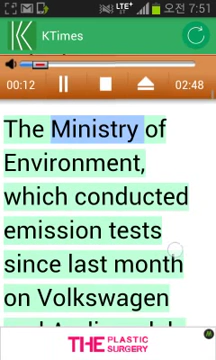 LTE
오전 7:51
KTimes
00:12
02:48
The Ministry of
Environment,
which conducted
emission tests
since last month
on Volkswagen
THE PLASTIC
SURGERY